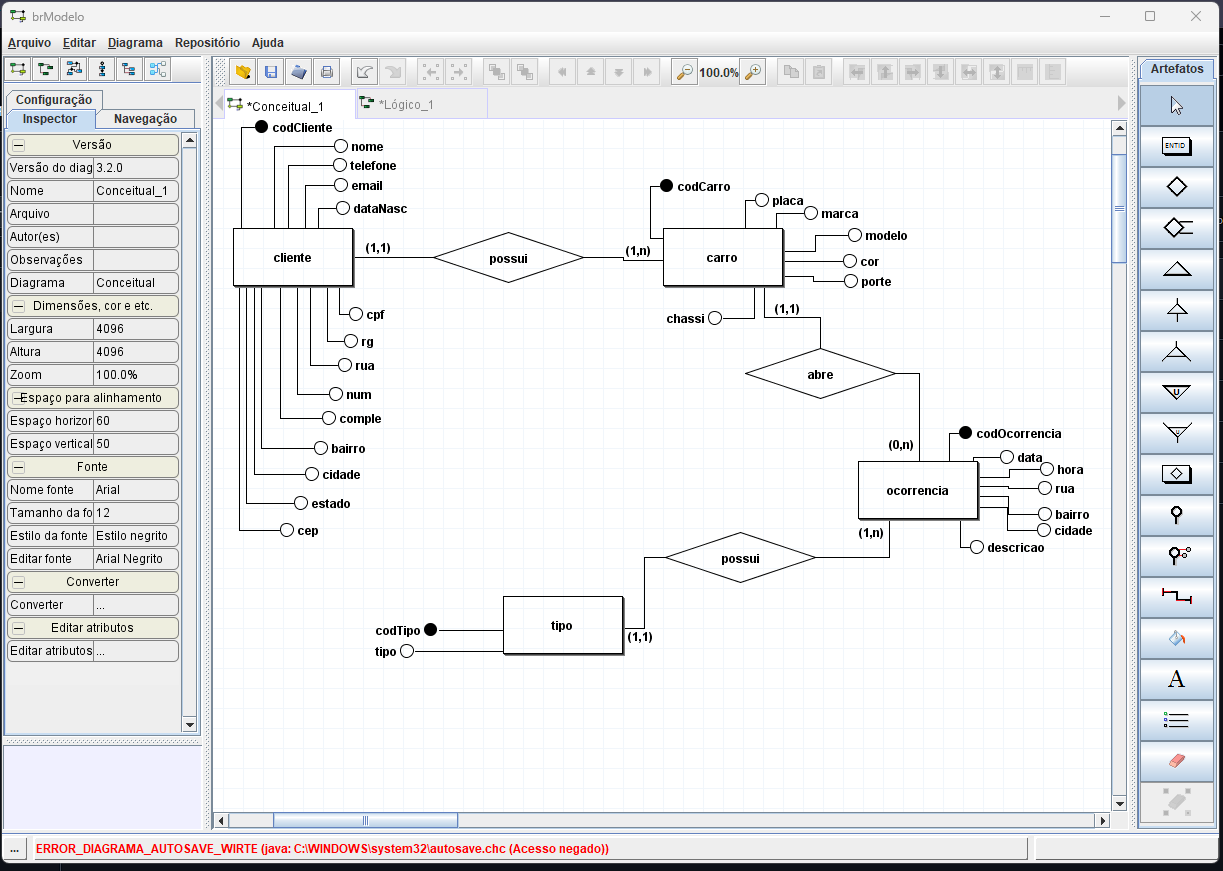 brModelo
Arquivo Editar Diagrama Repositório Ajuda
100.0%
Configuração
Inspector Navegação
Versão
Versão do diag 3.2.0
Nome Conceitual_1
Arquivo
Autor(es)
Observações
Diagrama Conceitual
Dimensões, cor e etc.
Largura 4096
Altura 4096
Zoom 100.0%
Espaço para alinhamento
Espaço horizor 60
Espaço vertical 50
Fonte
Nome fonte Arial
Tamanho da fo 12
Estilo da fonte Estilo negrito
Editar fonte Arial Negrito
Converter
Converter ...
Editar atributos
Editar atributos ...
*Conceitual_1 *Lógico_1
codCliente
nome
telefone
email
dataNasc
cliente
(1,1)
possui
(1,n)
codCarro
placa
marca
modelo
cor
porte
carro
chassi
(1,1)
cpf
rg
rua
num
comple
bairro
cidade
estado
cep
abre
(0,n)
codOcorrencia
data
hora
rua
bairro
cidade
descricao
ocorrencia
(1,n)
possui
(1,1)
tipo
codTipo
tipo
Artefatos
ENTID
U
U
A
... ERROR_DIAGRAMA_AUTOSAVE_WIRTE (java: C:\WINDOWS\system32\autosave.chc (Acesso negado))